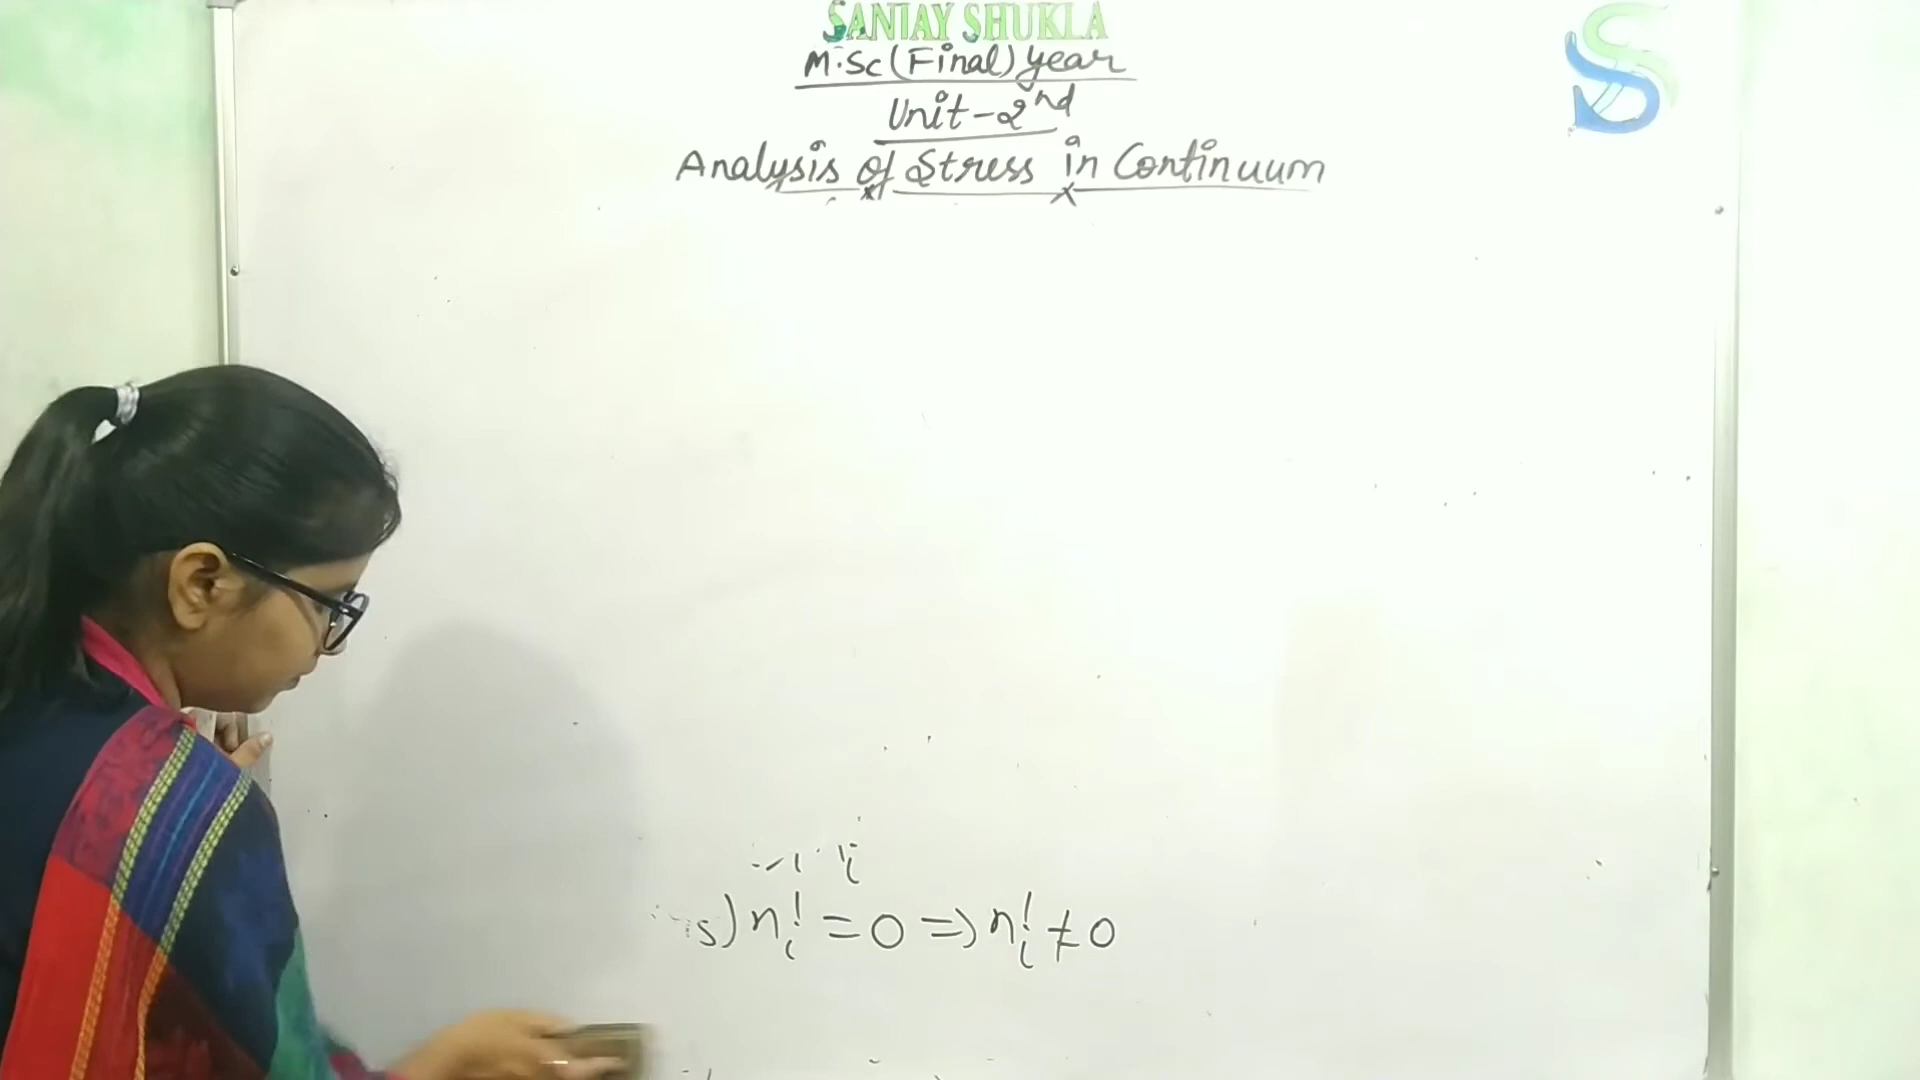 SANJAY SHUKLA
M.Sc (Final) year
Unit-2nd
Analysis of Stress in Continuum
s) n'i = 0 => n'i ≠ 0